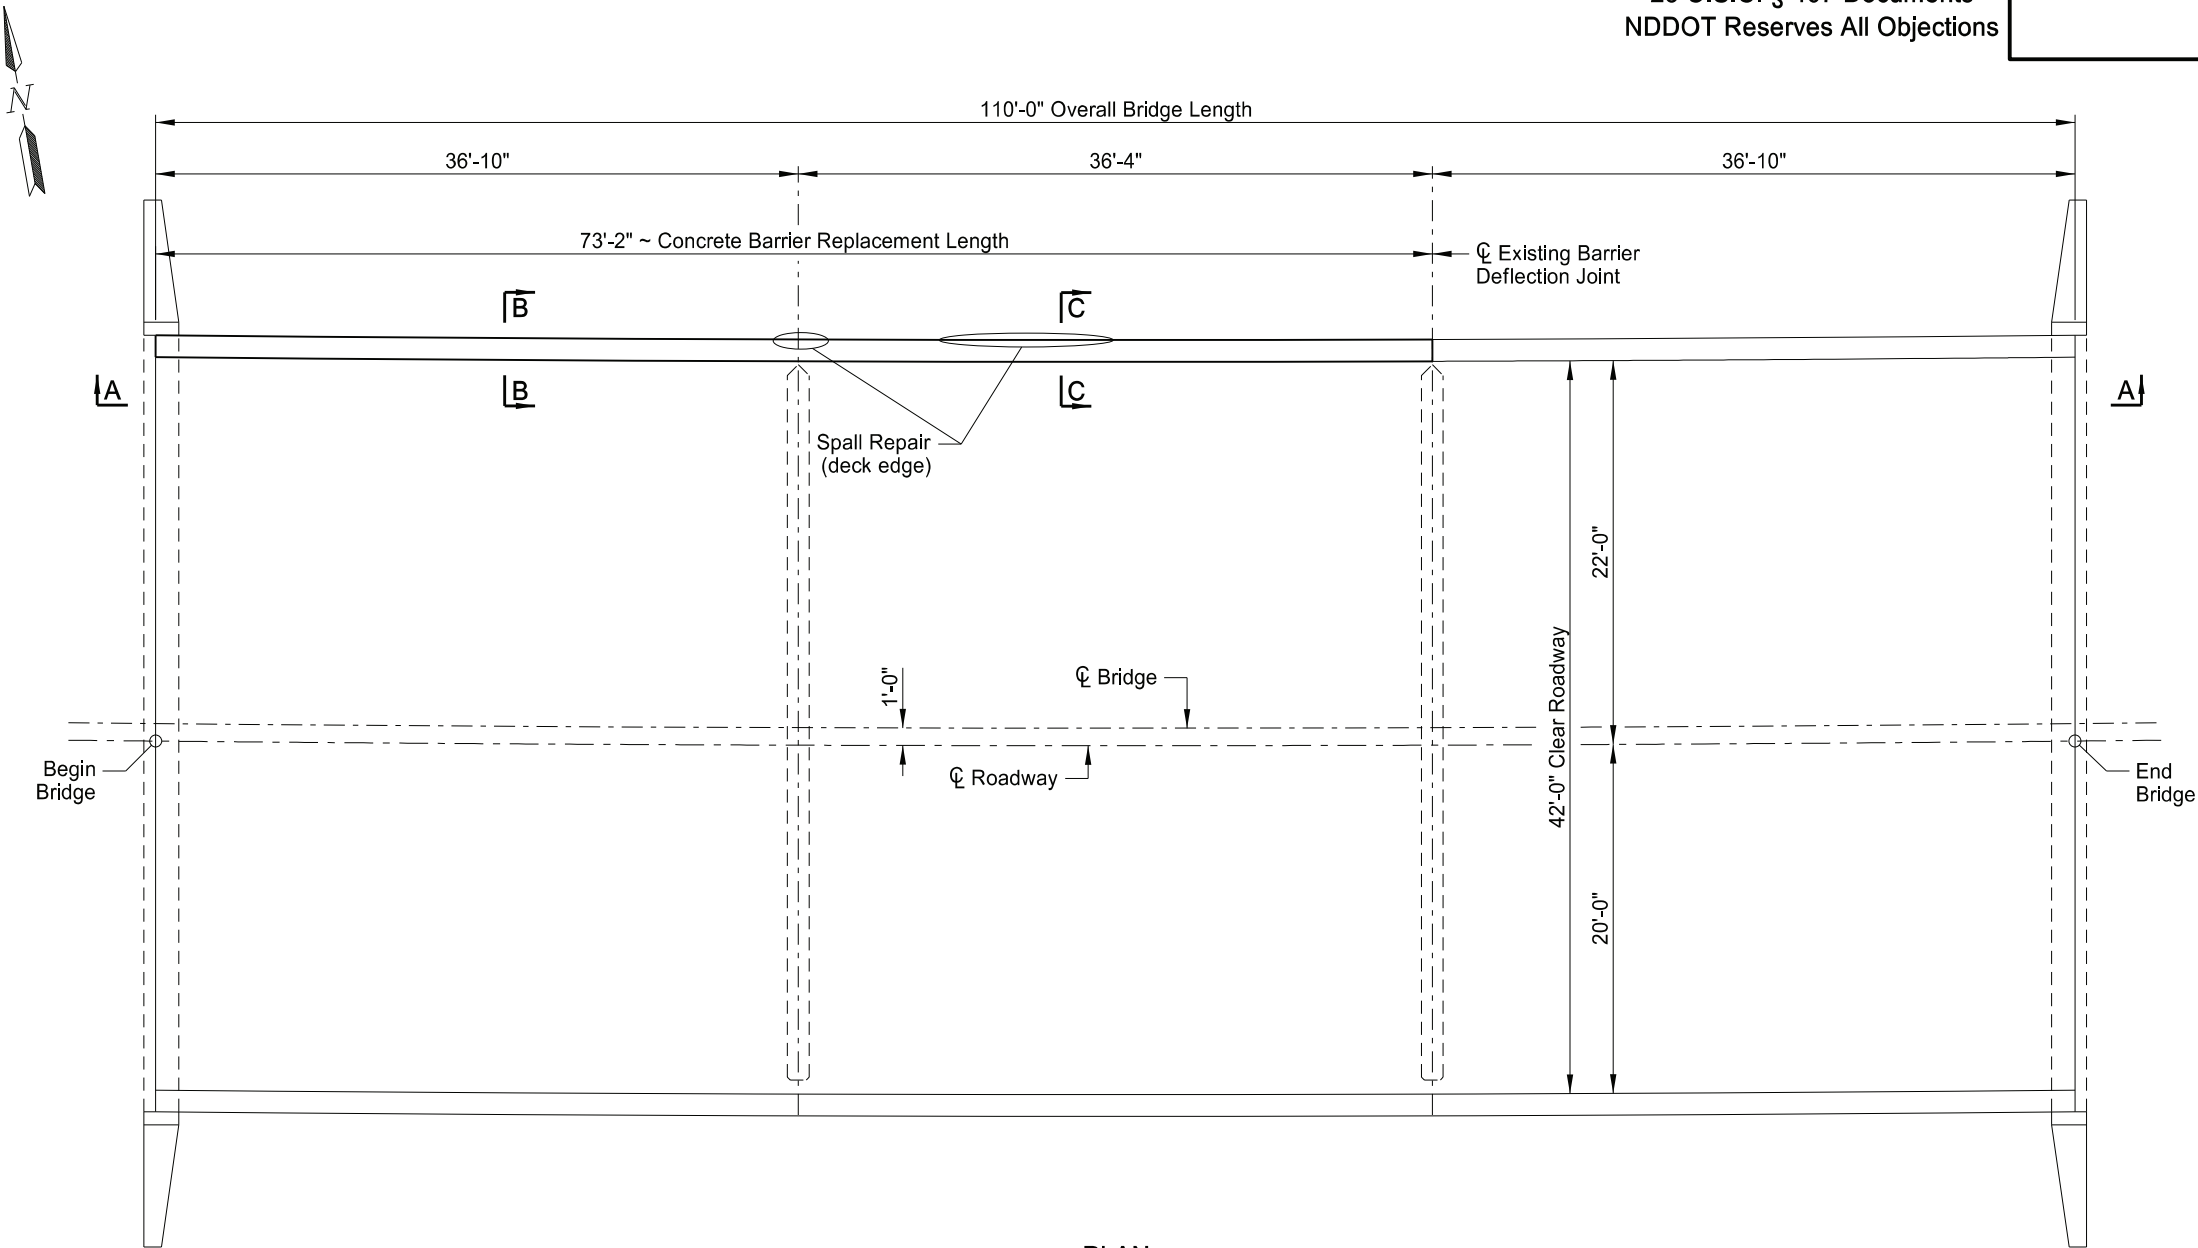 NDDOT Reserves All Objections
N
110'-0" Overall Bridge Length
36'-10"
36'-4"
36'-10"
73'-2" ~ Concrete Barrier Replacement Length
℄ Existing Barrier
Deflection Joint
B
C
A
B
C
A
Spall Repair
(deck edge)
22'-0"
42'-0" Clear Roadway
1'-0"
℄ Bridge
Begin
Bridge
℄ Roadway
End
Bridge
20'-0"